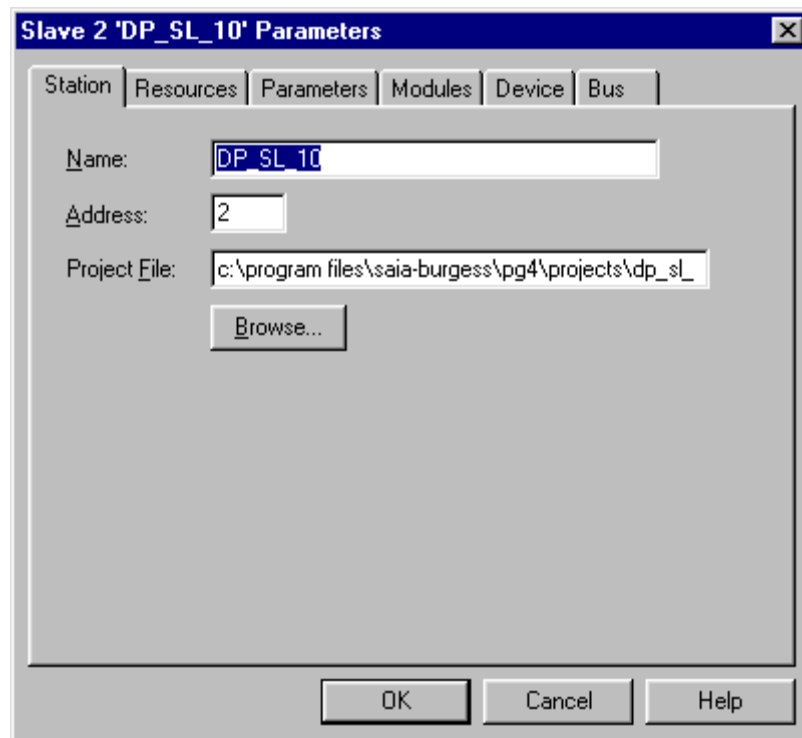 Slave 2 'DP_SL_10' Parameters
Station Resources Parameters Modules Device Bus
Name: DP_SL_10
Address: 2
Project File: c:\program files\saia-burgess\pg4\projects\dp_sl_
Browse...
OK Cancel Help